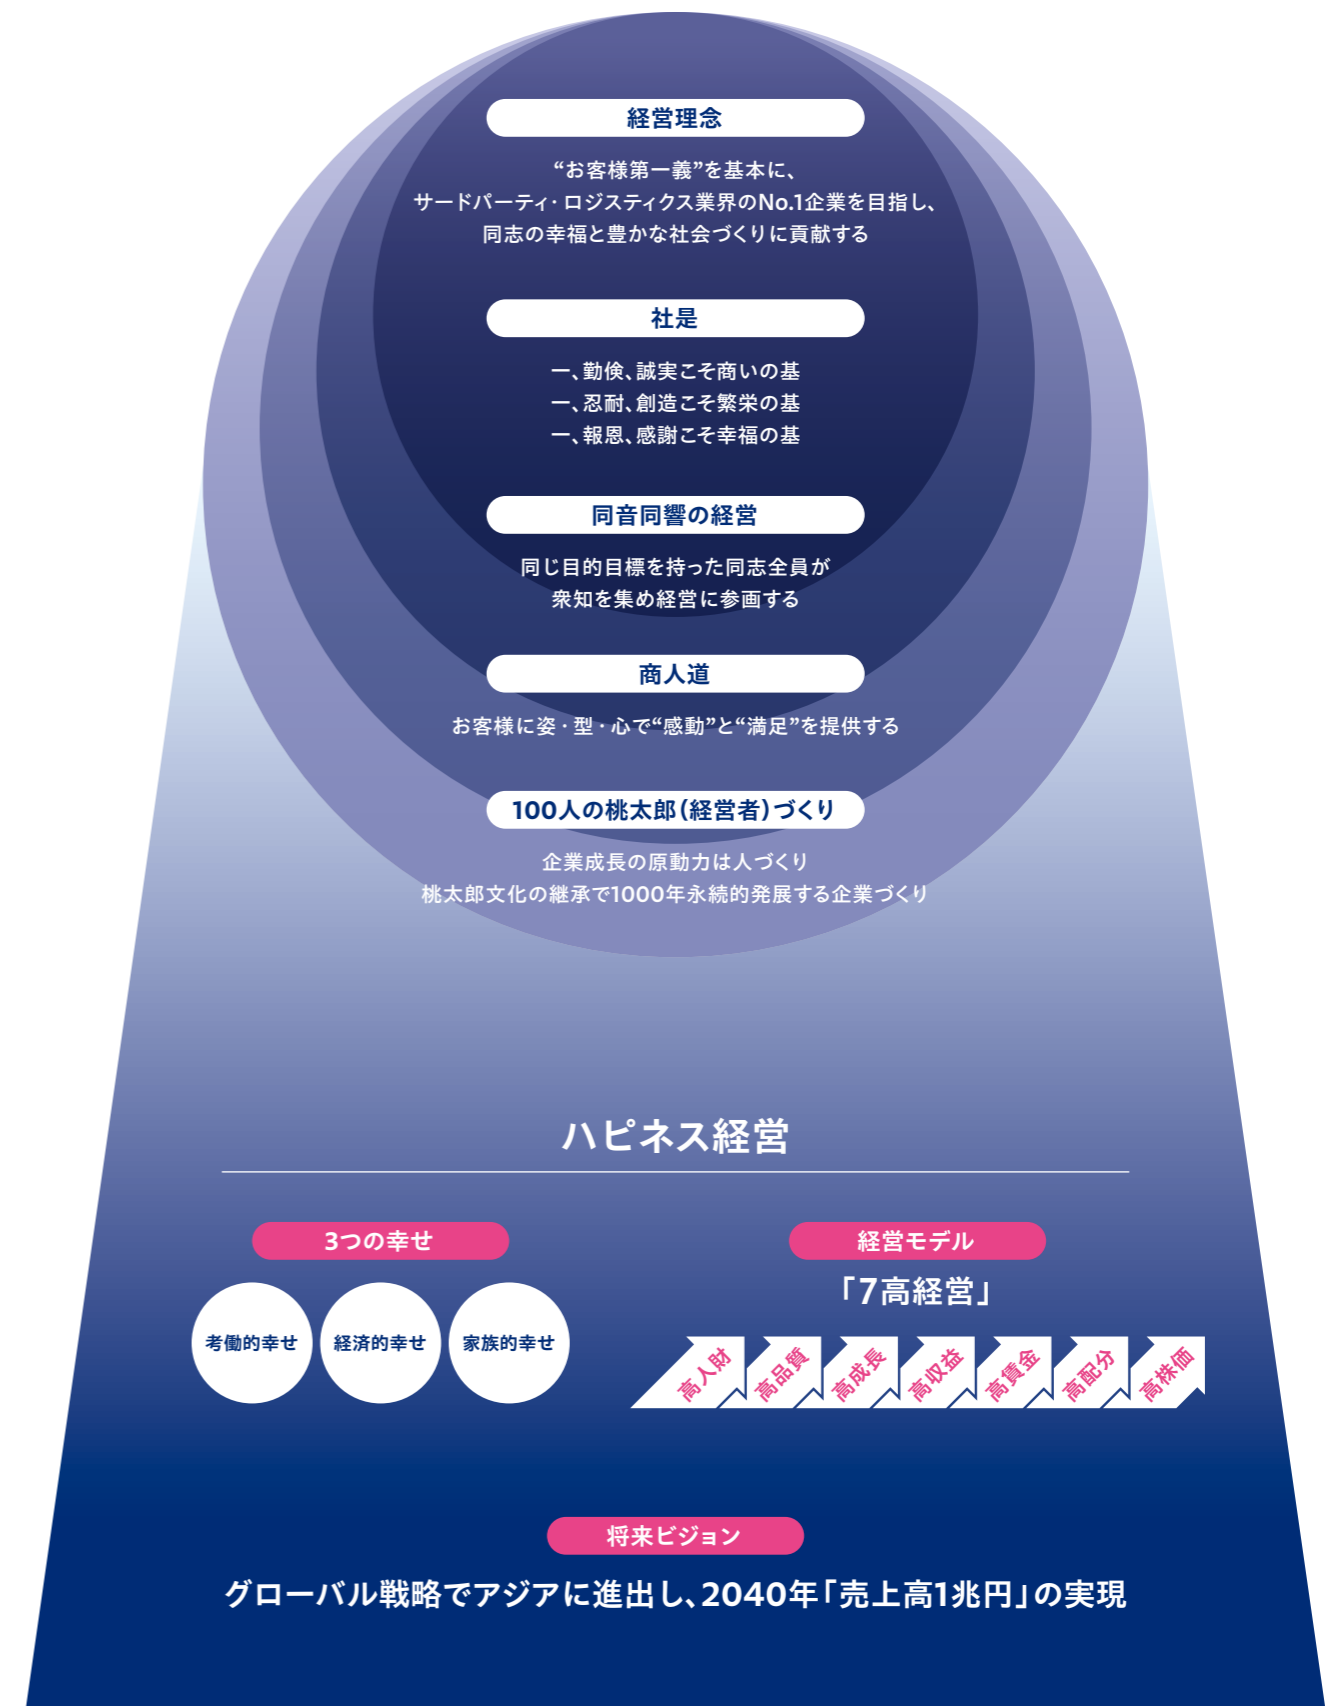 経営理念
“お客様第一義”を基本に、
サードパーティ・ロジスティクス業界のNo.1企業を目指し、
同志の幸福と豊かな社会づくりに貢献する
社是
一、勤倹、誠実こそ商いの基
一、忍耐、創造こそ繁栄の基
一、報恩、感謝こそ幸福の基
同音同響の経営
同じ目的目標を持った同志全員が
衆知を集め経営に参画する
商人道
お客様に姿・型・心で“感動”と“満足”を提供する
100人の桃太郎（経営者）づくり
企業成長の原動力は人づくり
桃太郎文化の継承で1000年永続的発展する企業づくり
ハピネス経営
3つの幸せ
考働的幸せ
経済的幸せ
家族的幸せ
経営モデル
「7高経営」
高人財
高品質
高成長
高収益
高賃金
高配分
高株価
将来ビジョン
グローバル戦略でアジアに進出し、2040年「売上高1兆円」の実現